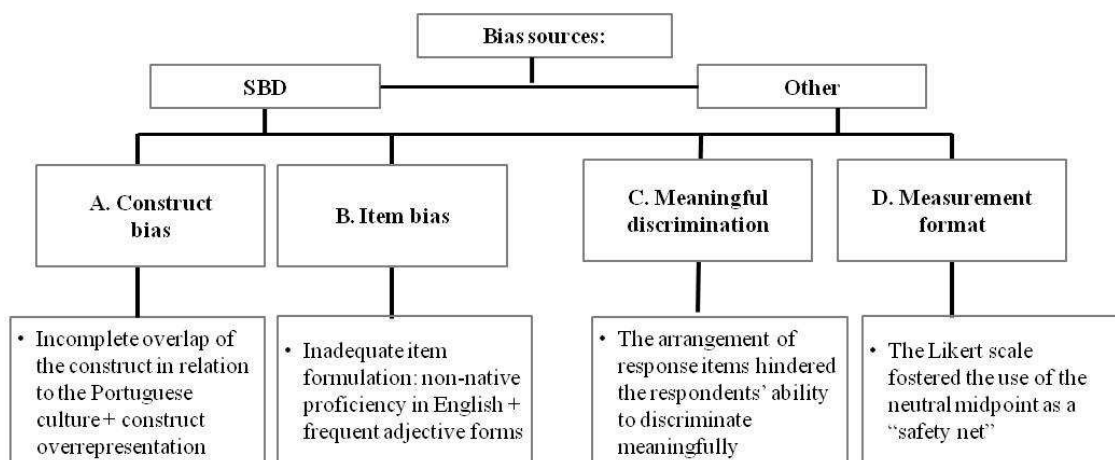 Bias sources:
SBD
Other
A. Construct
bias
B. Item bias
C. Meaningful
discrimination
D. Measurement
format
• Incomplete overlap of
the construct in relation
to the Portuguese
culture + construct
overrepresentation
• Inadequate item
formulation: non-native
proficiency in English +
frequent adjective forms
• The arrangement of
response items hindered
the respondents’ ability
to discriminate
meaningfully
• The Likert scale
fostered the use of the
neutral midpoint as a
“safety net”